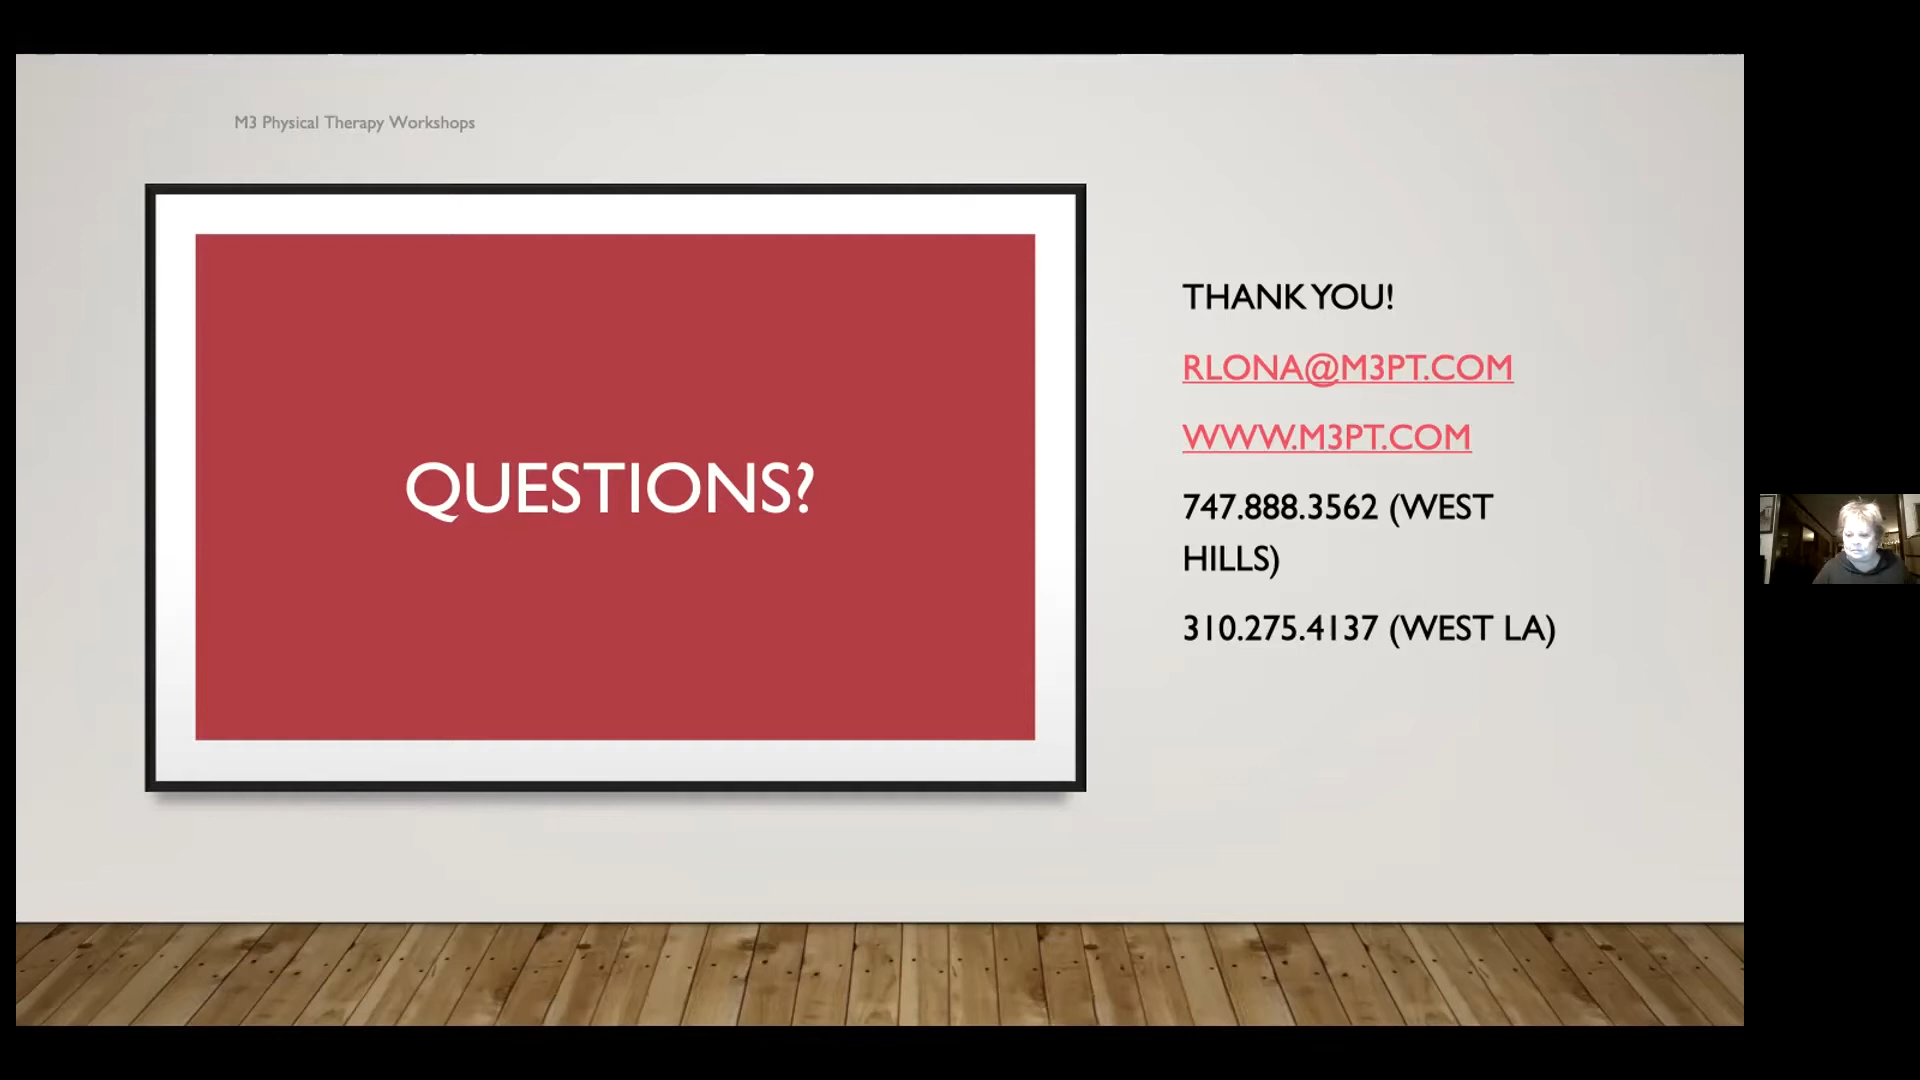 M3 Physical Therapy Workshops
QUESTIONS?
THANK YOU!
RLONA@M3PT.COM
WWW.M3PT.COM
747.888.3562 (WEST
HILLS)
310.275.4137 (WEST LA)